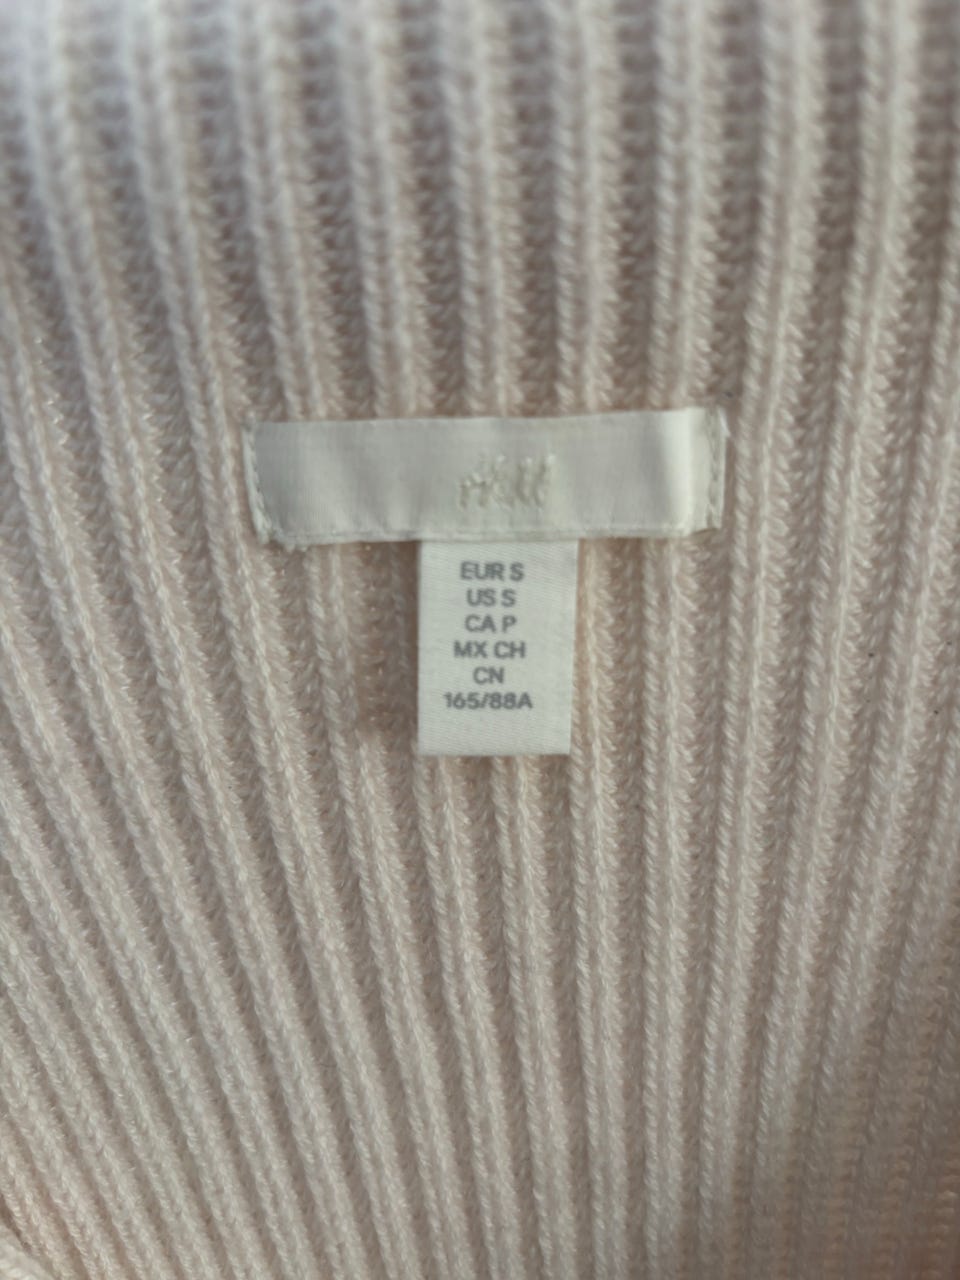 H&M
EUR S
US S
CA P
MX CH
CN
165/88A